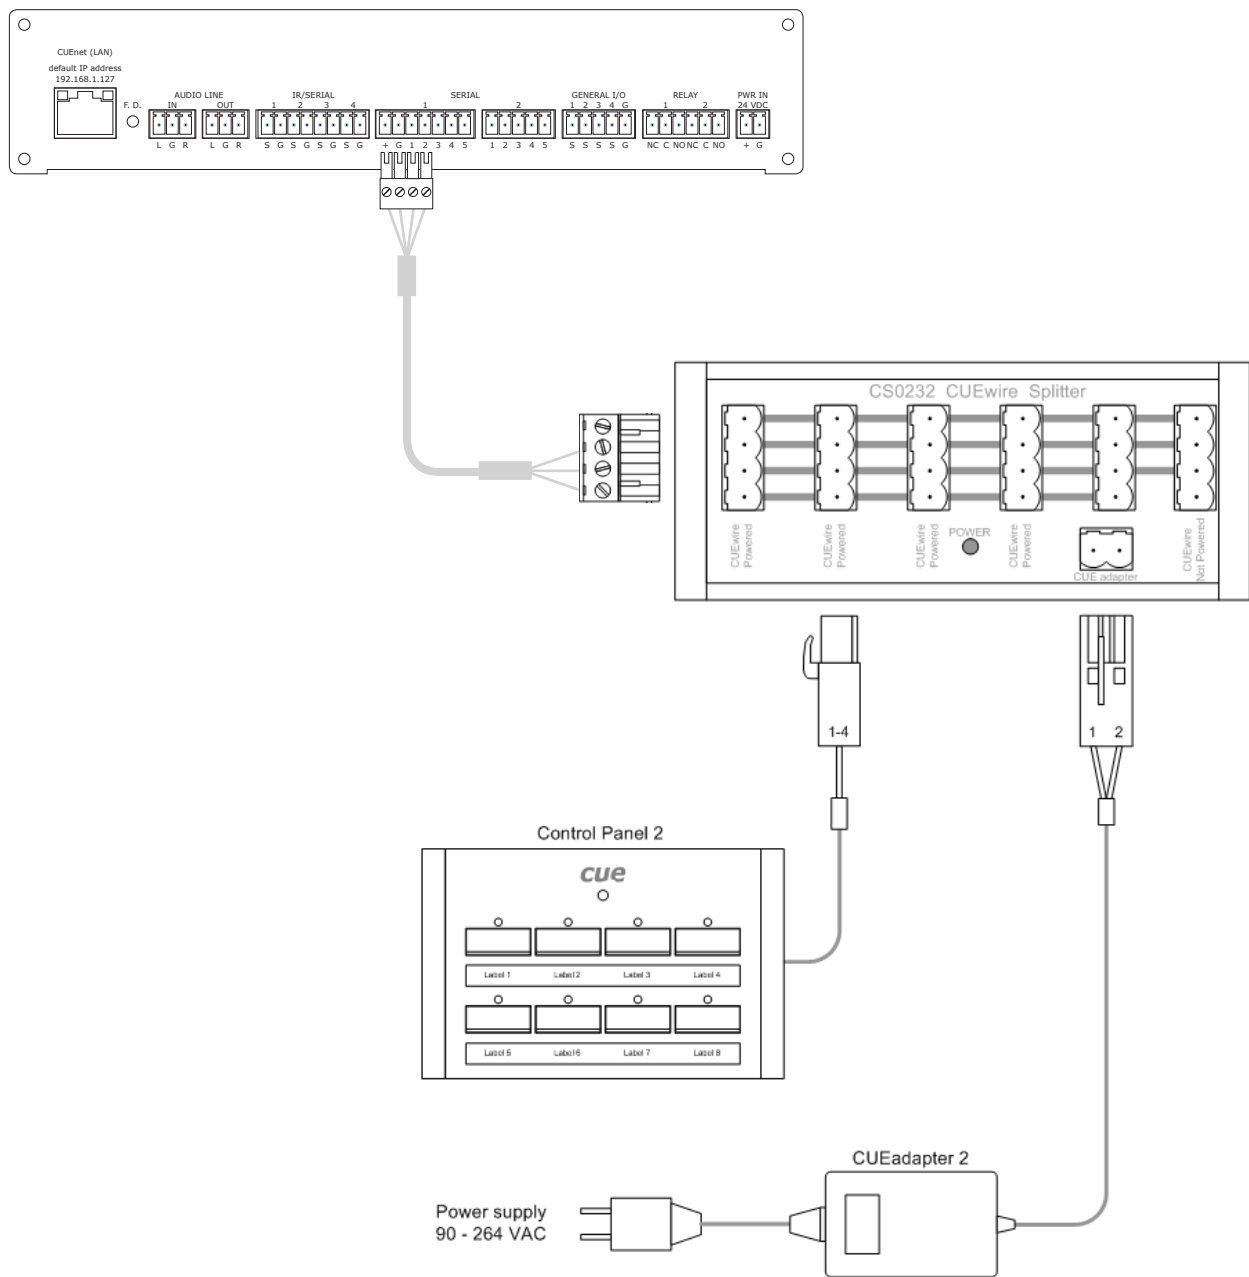 CUEnet (LAN)
default IP address
192.168.1.127
F. D.
AUDIO LINE
IN OUT
L G R L G R
IR/SERIAL
1 2 3 4
S G S G S G S G
SERIAL
1 2
+ G 1 2 3 4 5 1 2 3 4 5
GENERAL I/O
1 2 3 4 G
S S S S G
RELAY
1 2
NC C NO NC C NO
PWR IN
24 VDC
+ G
CS0232 CUEwire Splitter
CUEwire
Powered
CUEwire
Powered
CUEwire
Powered
POWER
CUEwire
Powered
CUE adapter
CUEwire
Not Powered
1-4
1 2
Control Panel 2
cue
Label 1 Label 2 Label 3 Label 4
Label 5 Label 6 Label 7 Label 8
CUEadapter 2
Power supply
90 - 264 VAC